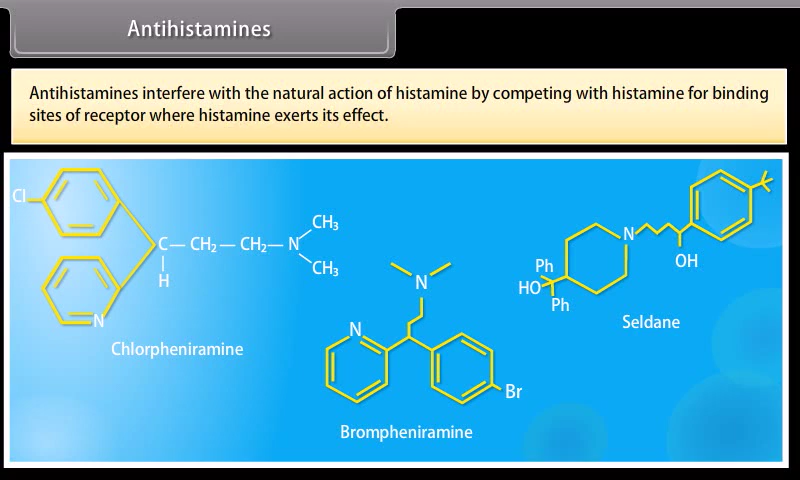 Antihistamines
Antihistamines interfere with the natural action of histamine by competing with histamine for binding
sites of receptor where histamine exerts its effect.
Cl
C — CH₂ — CH₂ — N
CH₃
CH₃
H
N
Chlorpheniramine
N
N
Br
Brompheniramine
N
OH
Ph
HO
Ph
Seldane